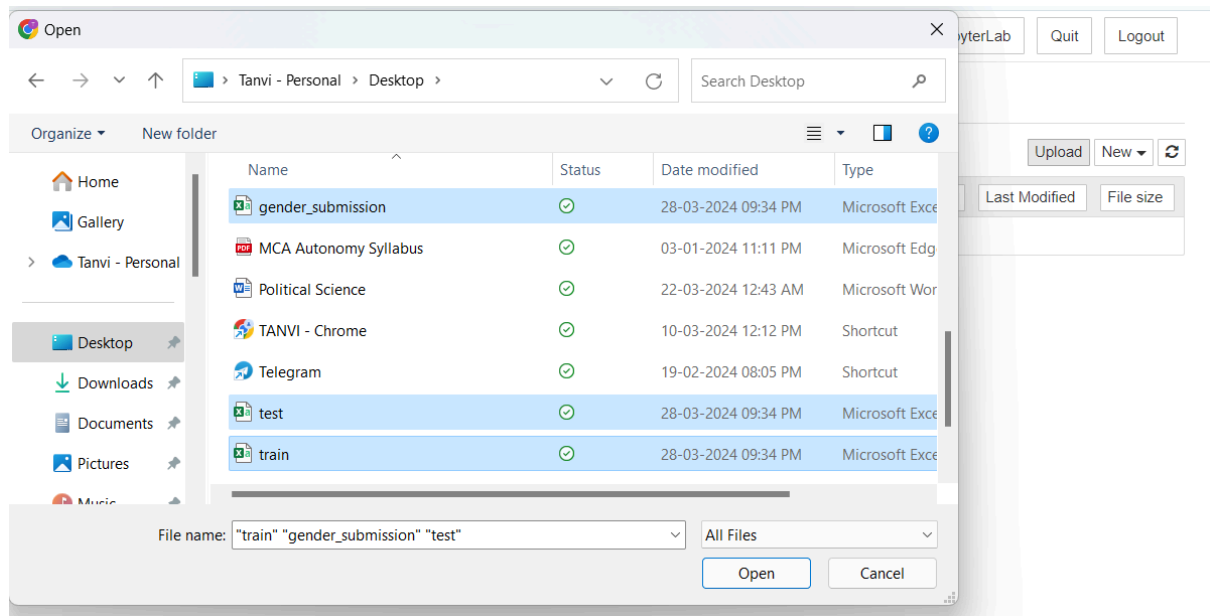 Open
yterLab Quit Logout
Tanvi - Personal > Desktop >
Search Desktop
Organize New folder
Upload New
Name Status Date modified Type
Last Modified File size
Home
Gallery
Tanvi - Personal
Desktop
Downloads
Documents
Pictures
Music
gender_submission 28-03-2024 09:34 PM Microsoft Exce
MCA Autonomy Syllabus 03-01-2024 11:11 PM Microsoft Edg
Political Science 22-03-2024 12:43 AM Microsoft Wor
TANVI - Chrome 10-03-2024 12:12 PM Shortcut
Telegram 19-02-2024 08:05 PM Shortcut
test 28-03-2024 09:34 PM Microsoft Exce
train 28-03-2024 09:34 PM Microsoft Exce
File name: "train" "gender_submission" "test"
All Files
Open Cancel